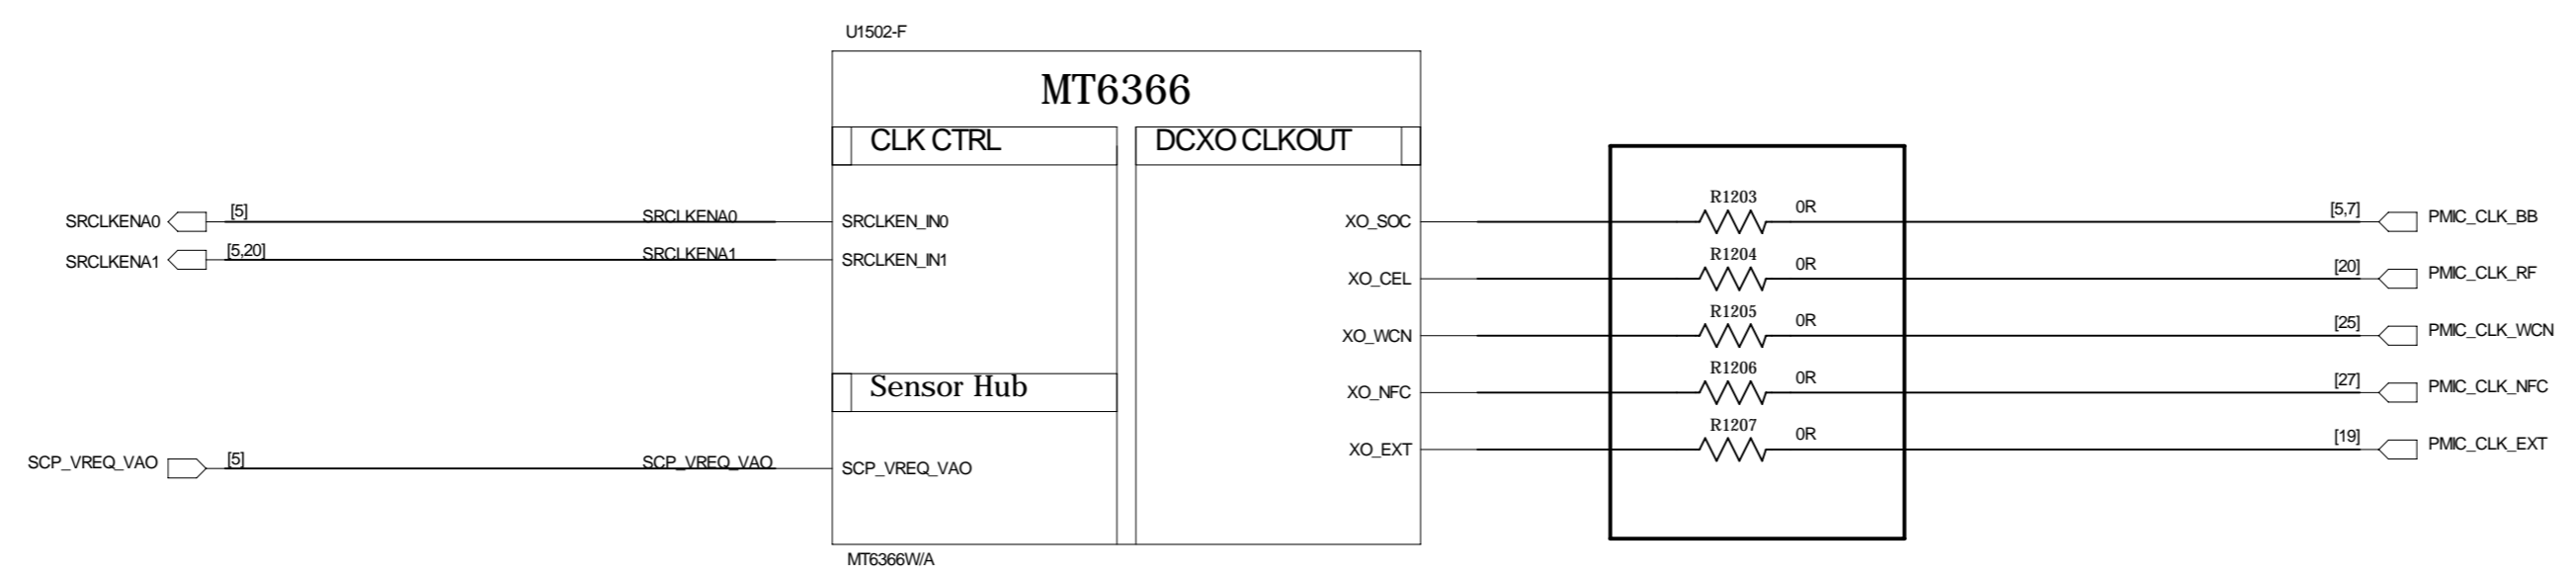 U1502-F
MT6366
CLK CTRL
DCXO CLKOUT
SRCLKENA0 [5] SRCLKENA0 SRCLKEN_IN0
SRCLKENA1 [5,20] SRCLKENA1 SRCLKEN_IN1
Sensor Hub
SCP_VREQ_VAO [5] SCP_VREQ_VAO SCP_VREQ_VAO
XO_SOC R1203 0R [5,7] PMIC_CLK_BB
XO_CEL R1204 0R [20] PMIC_CLK_RF
XO_WCN R1205 0R [25] PMIC_CLK_WCN
XO_NFC R1206 0R [27] PMIC_CLK_NFC
XO_EXT R1207 0R [19] PMIC_CLK_EXT
MT6366W/A